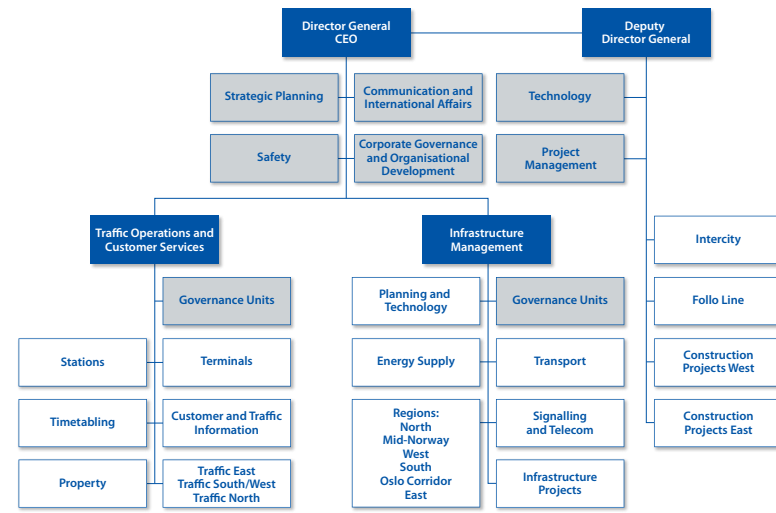 Director General
CEO
Deputy
Director General
Strategic Planning
Communication and
International Affairs
Technology
Safety
Corporate Governance
and Organisational
Development
Project
Management
Traffic Operations and
Customer Services
Infrastructure
Management
Intercity
Governance Units
Planning and
Technology
Governance Units
Follo Line
Stations
Terminals
Energy Supply
Transport
Construction
Projects West
Timetabling
Customer and Traffic
Information
Regions:
North
Mid-Norway
West
South
Oslo Corridor
East
Signalling
and Telecom
Construction
Projects East
Property
Traffic East
Traffic South/West
Traffic North
Infrastructure
Projects